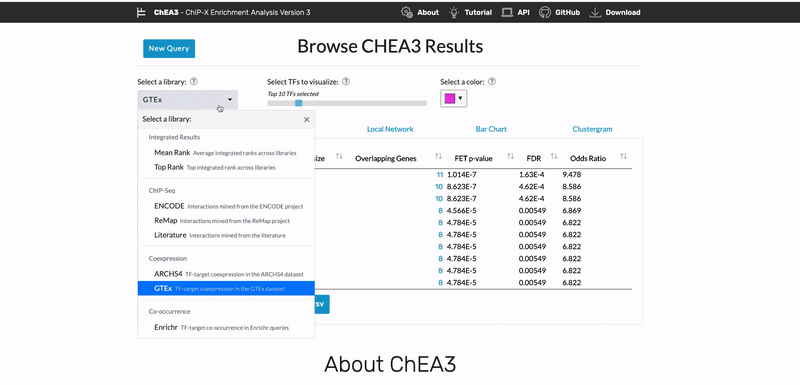 ChEA3 - ChIP-X Enrichment Analysis Version 3
About
Tutorial
API
GitHub
Download
New Query
Browse CHEA3 Results
Select a library: ?
Select TFs to visualize: ?
Select a color: ?
GTEx
Top 10 TFs selected
Select a library: ×
Integrated Results
Mean Rank Average integrated ranks across libraries
Top Rank Top integrated rank across libraries
ChIP-Seq
ENCODE Interactions mined from the ENCODE project
ReMap Interactions mined from the ReMap project
Literature Interactions mined from the literature
Coexpression
ARCHS4 TF-target coexpression in the ARCHS4 dataset
GTEx TF-target coexpression in the GTEx dataset
Co-occurrence
Enrichr TF-target co-occurrence in Enrichr queries
Local Network
Bar Chart
Clustergram
size Overlapping Genes FET p-value FDR Odds Ratio
11 1.014E-7 1.63E-4 9.478
10 8.623E-7 4.62E-4 8.586
10 8.623E-7 4.62E-4 8.586
8 4.566E-5 0.00549 6.869
8 4.784E-5 0.00549 6.822
8 4.784E-5 0.00549 6.822
8 4.784E-5 0.00549 6.822
8 4.784E-5 0.00549 6.822
8 4.784E-5 0.00549 6.822
8 4.784E-5 0.00549 6.822
About ChEA3